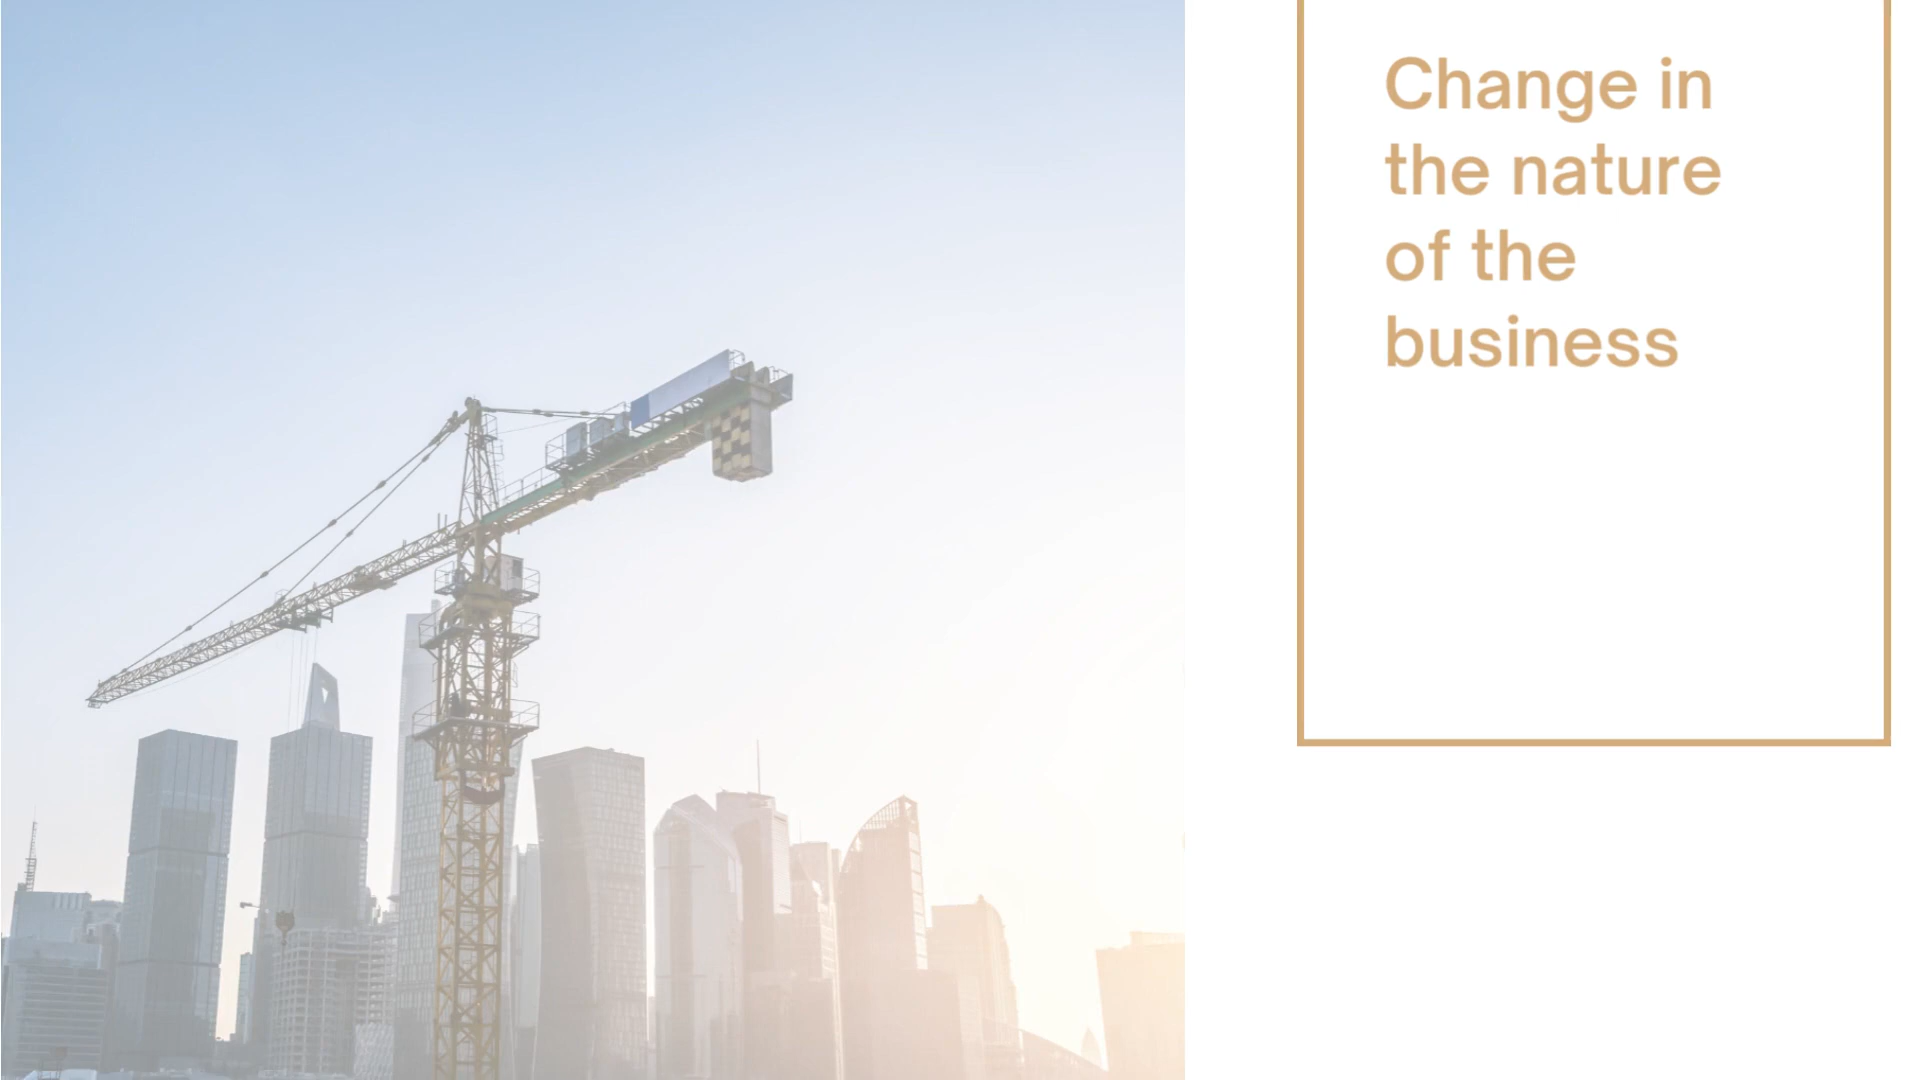 Change in
the nature
of the
business